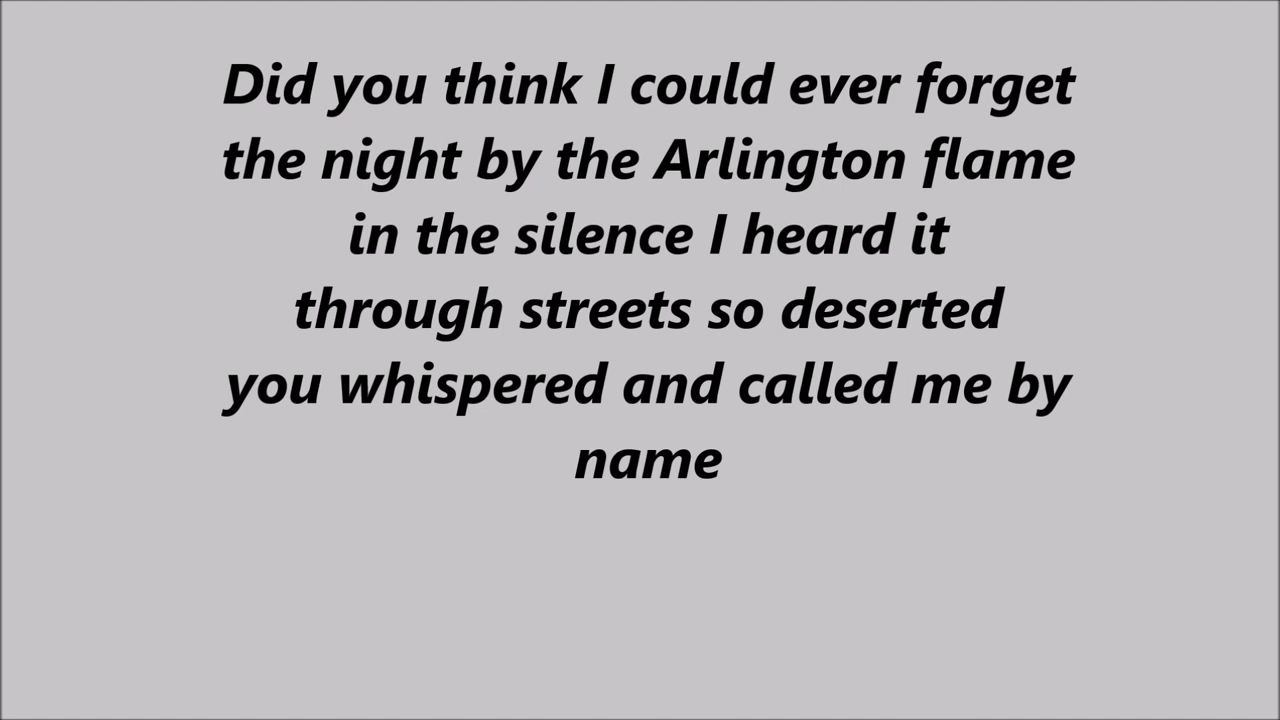 Did you think I could ever forget
the night by the Arlington flame
in the silence I heard it
through streets so deserted
you whispered and called me by
name